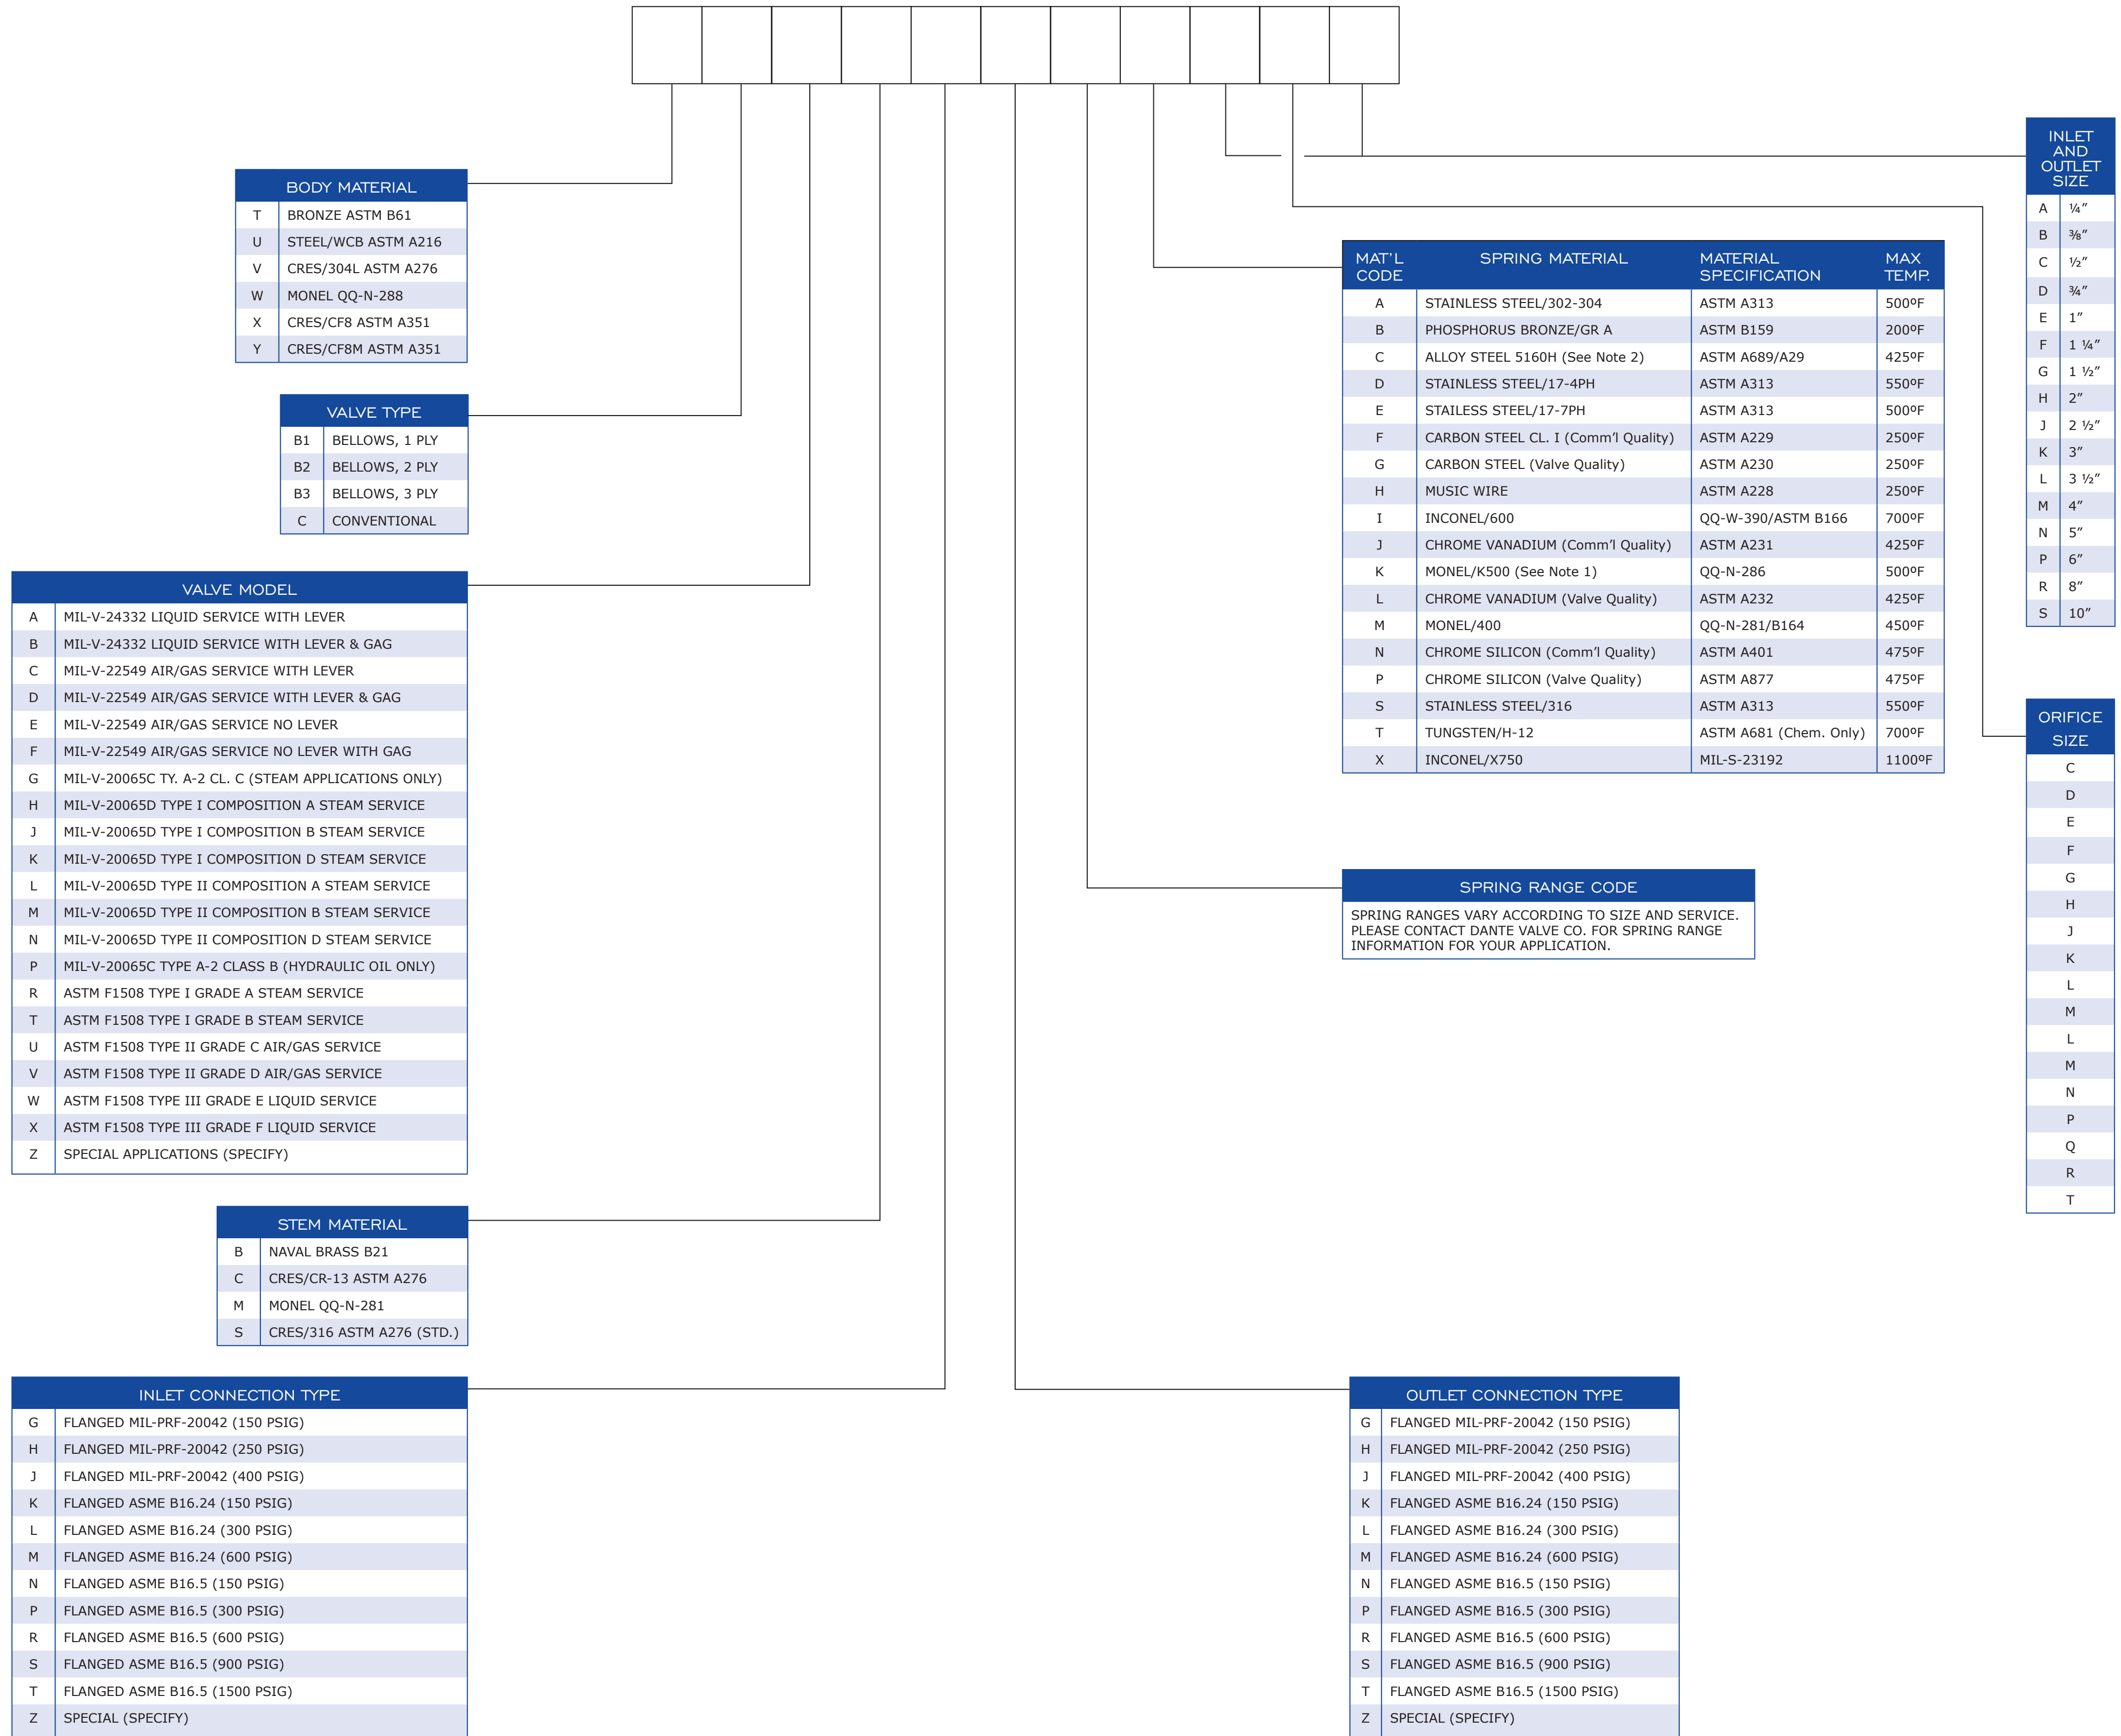 BODY MATERIAL
T BRONZE ASTM B61
U STEEL/WCB ASTM A216
V CRES/304L ASTM A276
W MONEL QQ-N-288
X CRES/CF8 ASTM A351
Y CRES/CF8M ASTM A351
VALVE TYPE
B1 BELLOWS, 1 PLY
B2 BELLOWS, 2 PLY
B3 BELLOWS, 3 PLY
C CONVENTIONAL
VALVE MODEL
A MIL-V-24332 LIQUID SERVICE WITH LEVER
B MIL-V-24332 LIQUID SERVICE WITH LEVER & GAG
C MIL-V-22549 AIR/GAS SERVICE WITH LEVER
D MIL-V-22549 AIR/GAS SERVICE WITH LEVER & GAG
E MIL-V-22549 AIR/GAS SERVICE NO LEVER
F MIL-V-22549 AIR/GAS SERVICE NO LEVER WITH GAG
G MIL-V-20065C TY. A-2 CL. C (STEAM APPLICATIONS ONLY)
H MIL-V-20065D TYPE I COMPOSITION A STEAM SERVICE
J MIL-V-20065D TYPE I COMPOSITION B STEAM SERVICE
K MIL-V-20065D TYPE I COMPOSITION D STEAM SERVICE
L MIL-V-20065D TYPE II COMPOSITION A STEAM SERVICE
M MIL-V-20065D TYPE II COMPOSITION B STEAM SERVICE
N MIL-V-20065D TYPE II COMPOSITION D STEAM SERVICE
P MIL-V-20065C TYPE A-2 CLASS B (HYDRAULIC OIL ONLY)
R ASTM F1508 TYPE I GRADE A STEAM SERVICE
T ASTM F1508 TYPE I GRADE B STEAM SERVICE
U ASTM F1508 TYPE II GRADE C AIR/GAS SERVICE
V ASTM F1508 TYPE II GRADE D AIR/GAS SERVICE
W ASTM F1508 TYPE III GRADE E LIQUID SERVICE
X ASTM F1508 TYPE III GRADE F LIQUID SERVICE
Z SPECIAL APPLICATIONS (SPECIFY)
STEM MATERIAL
B NAVAL BRASS B21
C CRES/CR-13 ASTM A276
M MONEL QQ-N-281
S CRES/316 ASTM A276 (STD.)
INLET CONNECTION TYPE
G FLANGED MIL-PRF-20042 (150 PSIG)
H FLANGED MIL-PRF-20042 (250 PSIG)
J FLANGED MIL-PRF-20042 (400 PSIG)
K FLANGED ASME B16.24 (150 PSIG)
L FLANGED ASME B16.24 (300 PSIG)
M FLANGED ASME B16.24 (600 PSIG)
N FLANGED ASME B16.5 (150 PSIG)
P FLANGED ASME B16.5 (300 PSIG)
R FLANGED ASME B16.5 (600 PSIG)
S FLANGED ASME B16.5 (900 PSIG)
T FLANGED ASME B16.5 (1500 PSIG)
Z SPECIAL (SPECIFY)
OUTLET CONNECTION TYPE
G FLANGED MIL-PRF-20042 (150 PSIG)
H FLANGED MIL-PRF-20042 (250 PSIG)
J FLANGED MIL-PRF-20042 (400 PSIG)
K FLANGED ASME B16.24 (150 PSIG)
L FLANGED ASME B16.24 (300 PSIG)
M FLANGED ASME B16.24 (600 PSIG)
N FLANGED ASME B16.5 (150 PSIG)
P FLANGED ASME B16.5 (300 PSIG)
R FLANGED ASME B16.5 (600 PSIG)
S FLANGED ASME B16.5 (900 PSIG)
T FLANGED ASME B16.5 (1500 PSIG)
Z SPECIAL (SPECIFY)
SPRING RANGE CODE
SPRING RANGES VARY ACCORDING TO SIZE AND SERVICE.
PLEASE CONTACT DANTE VALVE CO. FOR SPRING RANGE
INFORMATION FOR YOUR APPLICATION.
MAT'L SPRING MATERIAL MATERIAL MAX
CODE SPECIFICATION TEMP.
A STAINLESS STEEL/302-304 ASTM A313 500ºF
B PHOSPHORUS BRONZE/GR A ASTM B159 200ºF
C ALLOY STEEL 5160H (See Note 2) ASTM A689/A29 425ºF
D STAINLESS STEEL/17-4PH ASTM A313 550ºF
E STAILESS STEEL/17-7PH ASTM A313 500ºF
F CARBON STEEL CL. I (Comm'l Quality) ASTM A229 250ºF
G CARBON STEEL (Valve Quality) ASTM A230 250ºF
H MUSIC WIRE ASTM A228 250ºF
I INCONEL/600 QQ-W-390/ASTM B166 700ºF
J CHROME VANADIUM (Comm'l Quality) ASTM A231 425ºF
K MONEL/K500 (See Note 1) QQ-N-286 500ºF
L CHROME VANADIUM (Valve Quality) ASTM A232 425ºF
M MONEL/400 QQ-N-281/B164 450ºF
N CHROME SILICON (Comm'l Quality) ASTM A401 475ºF
P CHROME SILICON (Valve Quality) ASTM A877 475ºF
S STAINLESS STEEL/316 ASTM A313 550ºF
T TUNGSTEN/H-12 ASTM A681 (Chem. Only) 700ºF
X INCONEL/X750 MIL-S-23192 1100ºF
INLET
AND
OUTLET
SIZE
A ¼"
B ⅜"
C ½"
D ¾"
E 1"
F 1 ¼"
G 1 ½"
H 2"
J 2 ½"
K 3"
L 3 ½"
M 4"
N 5"
P 6"
R 8"
S 10"
ORIFICE
SIZE
C
D
E
F
G
H
J
K
L
M
L
M
N
P
Q
R
T